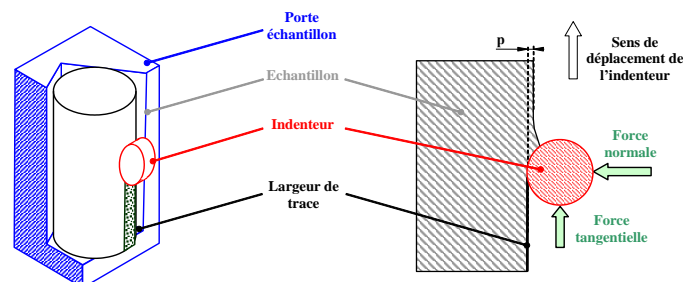 Porte
échantillon
Echantillon
Indenteur
Largeur de
trace
p
Sens de
déplacement de
l'indenteur
Force
normale
Force
tangentielle